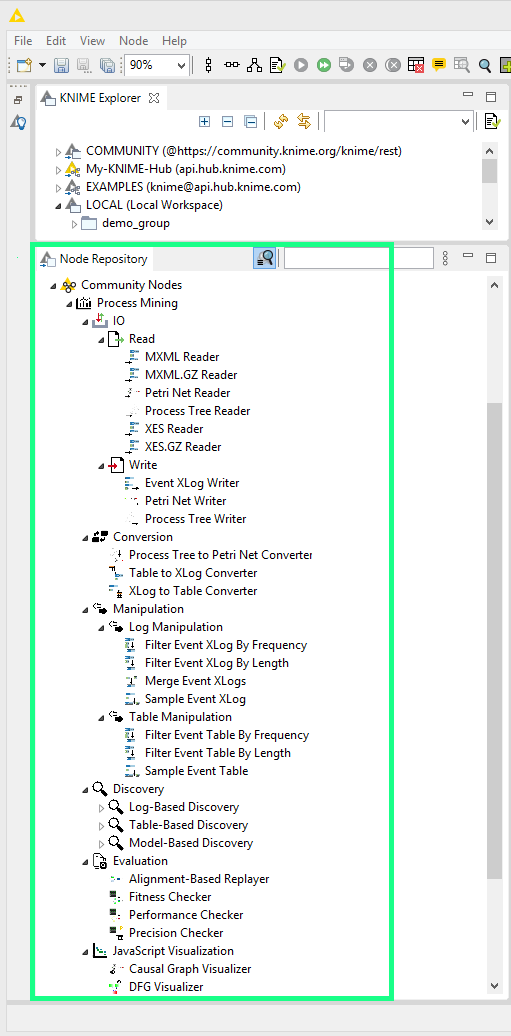 File Edit View Node Help
90%
KNIME Explorer
COMMUNITY (@https://community.knime.org/knime/rest)
My-KNIME-Hub (api.hub.knime.com)
EXAMPLES (knime@api.hub.knime.com)
LOCAL (Local Workspace)
demo_group
Node Repository
Community Nodes
Process Mining
IO
Read
MXML Reader
MXML.GZ Reader
Petri Net Reader
Process Tree Reader
XES Reader
XES.GZ Reader
Write
Event XLog Writer
Petri Net Writer
Process Tree Writer
Conversion
Process Tree to Petri Net Converter
Table to XLog Converter
XLog to Table Converter
Manipulation
Log Manipulation
Filter Event XLog By Frequency
Filter Event XLog By Length
Merge Event XLogs
Sample Event XLog
Table Manipulation
Filter Event Table By Frequency
Filter Event Table By Length
Sample Event Table
Discovery
Log-Based Discovery
Table-Based Discovery
Model-Based Discovery
Evaluation
Alignment-Based Replayer
Fitness Checker
Performance Checker
Precision Checker
JavaScript Visualization
Causal Graph Visualizer
DFG Visualizer